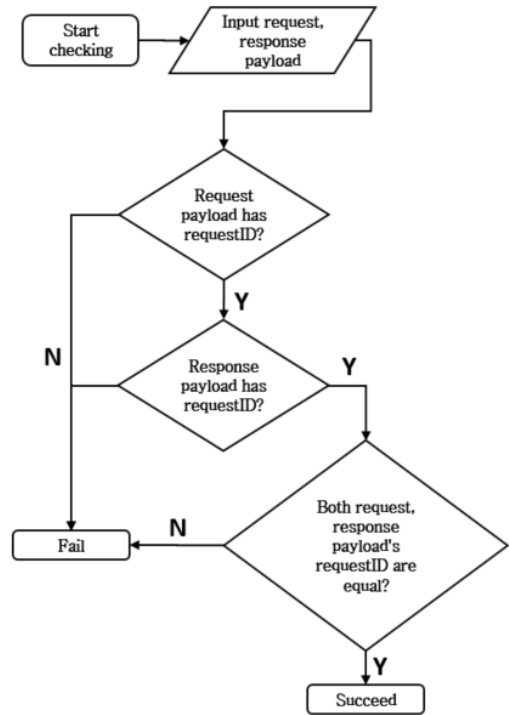 Start
checking
Input request,
response
payload
Request
payload has
requestID?
Y
N
Response
payload has
requestID?
Y
Both request,
response
payload's
requestID are
equal?
N
Fail
Y
Succeed